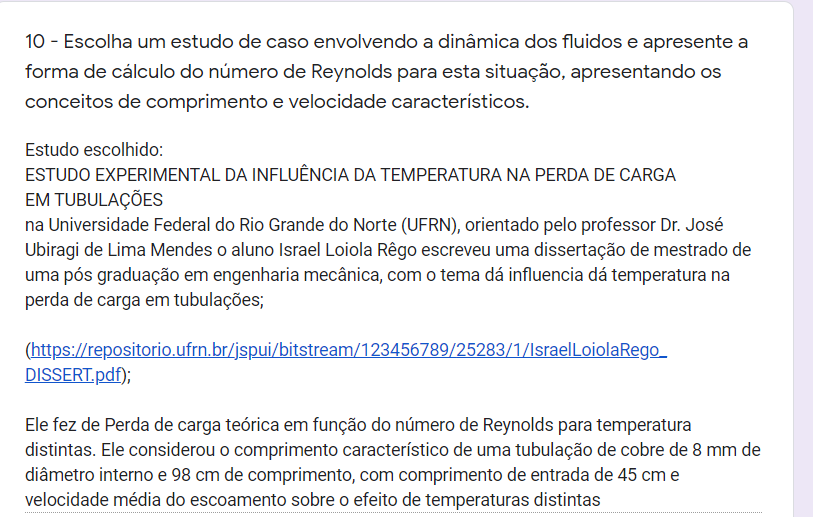 10 - Escolha um estudo de caso envolvendo a dinâmica dos fluidos e apresente a
forma de cálculo do número de Reynolds para esta situação, apresentando os
conceitos de comprimento e velocidade característicos.
Estudo escolhido:
ESTUDO EXPERIMENTAL DA INFLUÊNCIA DA TEMPERATURA NA PERDA DE CARGA
EM TUBULAÇÕES
na Universidade Federal do Rio Grande do Norte (UFRN), orientado pelo professor Dr. José
Ubiragi de Lima Mendes o aluno Israel Loiola Rêgo escreveu uma dissertação de mestrado de
uma pós graduação em engenharia mecânica, com o tema dá influencia dá temperatura na
perda de carga em tubulações;
(https://repositorio.ufrn.br/jspui/bitstream/123456789/25283/1/IsraelLoiolaRego_
DISSERT.pdf);
Ele fez de Perda de carga teórica em função do número de Reynolds para temperatura
distintas. Ele considerou o comprimento característico de uma tubulação de cobre de 8 mm de
diâmetro interno e 98 cm de comprimento, com comprimento de entrada de 45 cm e
velocidade média do escoamento sobre o efeito de temperaturas distintas